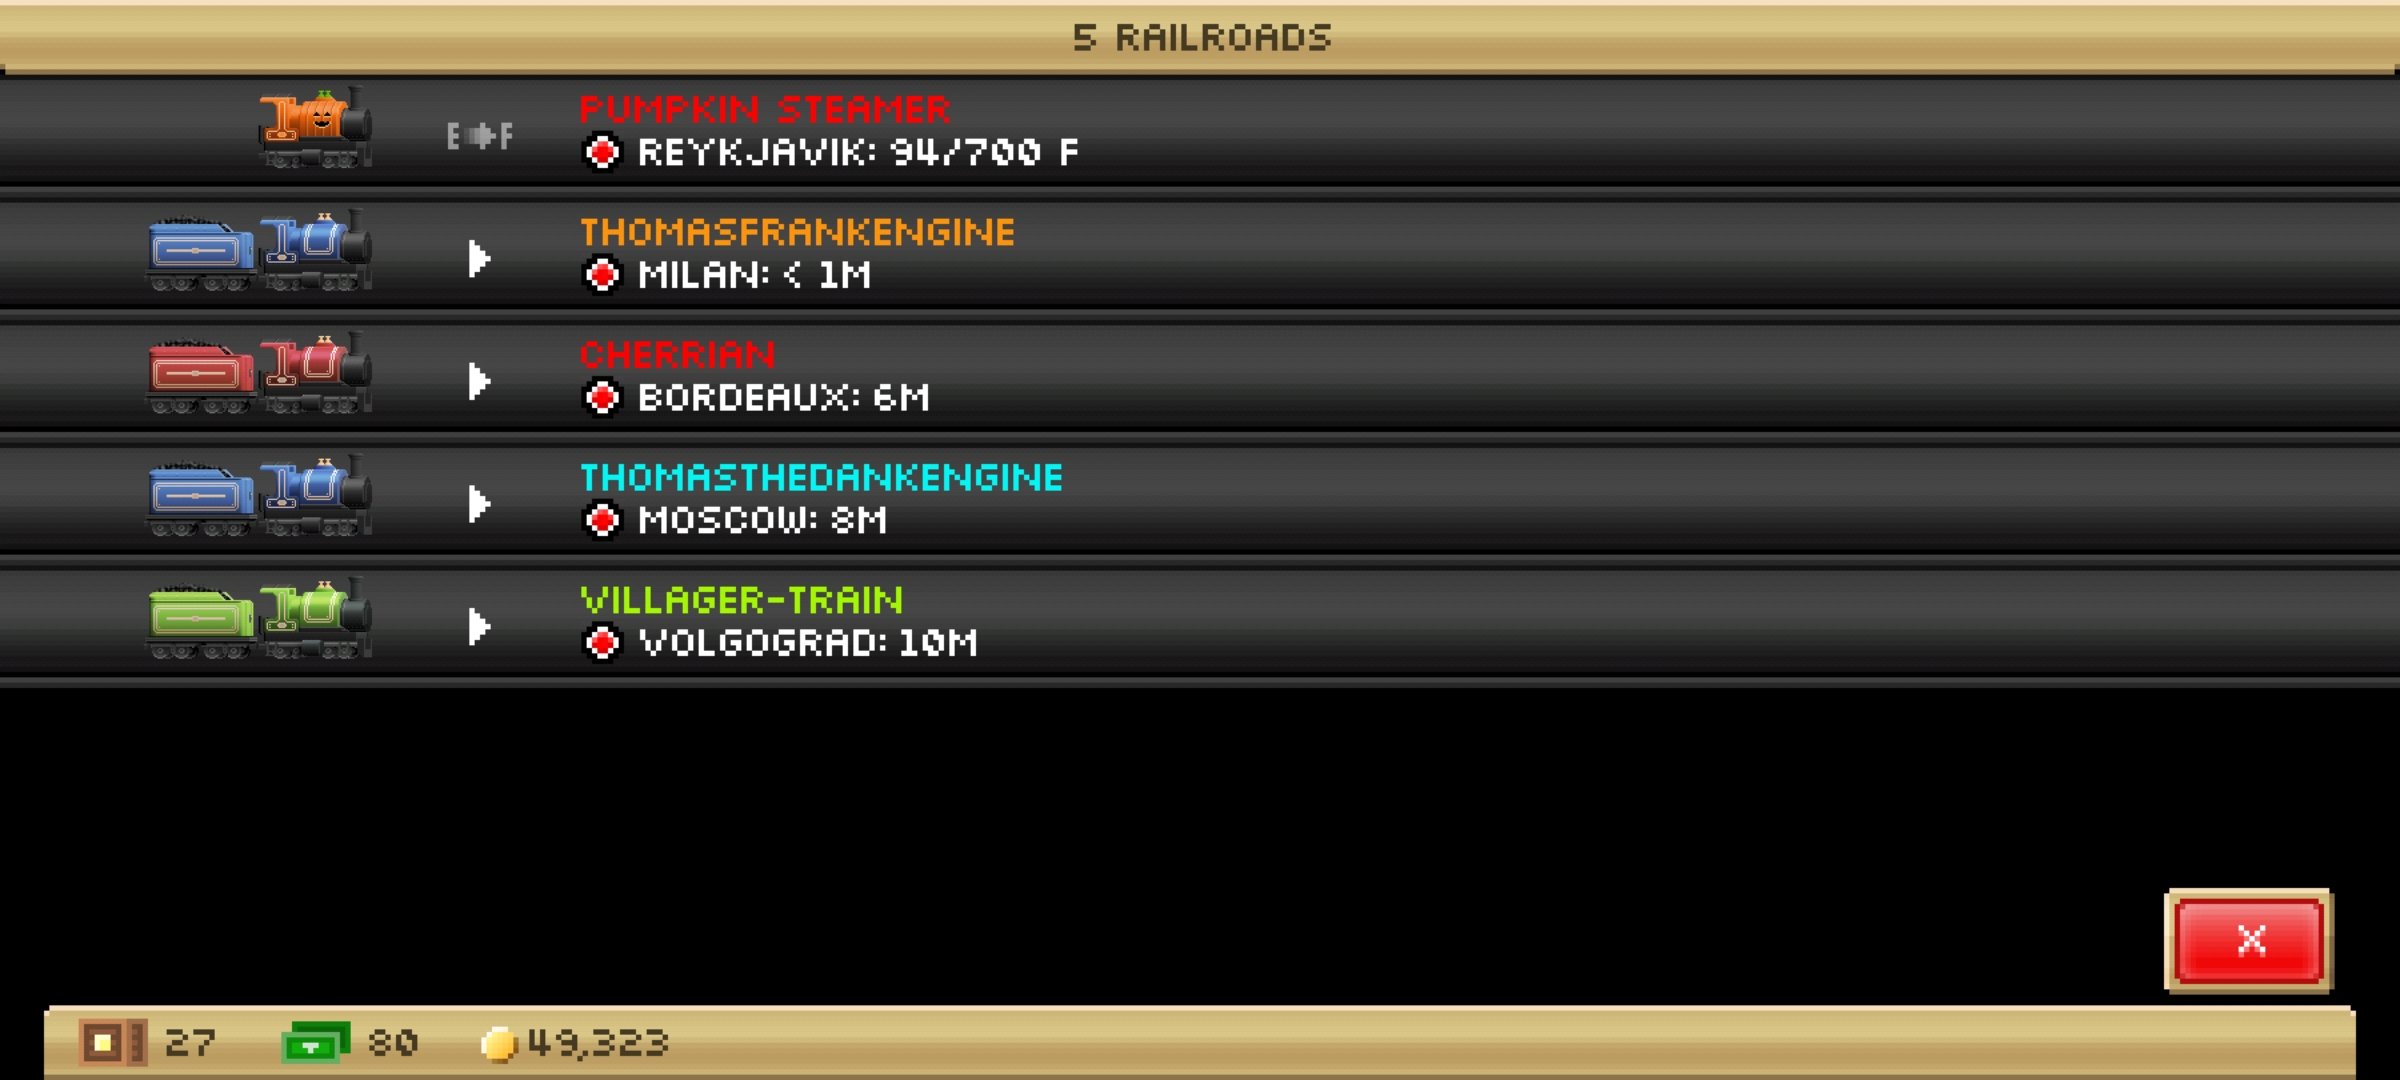 5 RAILROADS
E F
PUMPKIN STEAMER
REYKJAVIK: 94/700 F
THOMASFRANKENGINE
MILAN: < 1M
CHERRIAN
BORDEAUX: 6M
THOMASTHEDANKENGINE
MOSCOW: 8M
VILLAGER-TRAIN
VOLGOGRAD: 10M
X
27 80 49,323